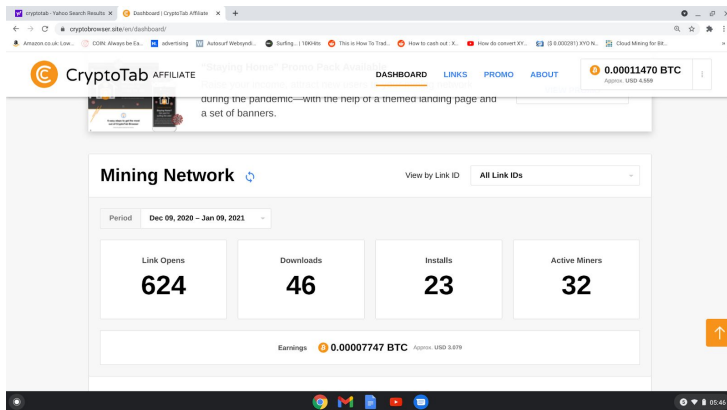 cryptotab - Yahoo Search Results
Dashboard | CryptoTab Affiliate
cryptobrowser.site/en/dashboard/
Amazon.co.uk: Low...
COIN: Always be Ea...
advertising
Autosurf Websyndi...
Surfing... | 10KHits
This is How To Trad...
How to cash out : X...
How do convert XY...
($ 0.000281) XYO N...
Cloud Mining for Bit...
CryptoTab AFFILIATE
DASHBOARD
LINKS
PROMO
ABOUT
0.00011470 BTC
Approx. USD 4.559
"Staying Home" Promo Pack Available
during the pandemic—with the help of a themed landing page and
a set of banners.
Mining Network
View by Link ID
All Link IDs
Period
Dec 09, 2020 – Jan 09, 2021
Link Opens
624
Downloads
46
Installs
23
Active Miners
32
Earnings
0.00007747 BTC
Approx. USD 3.079
05:46